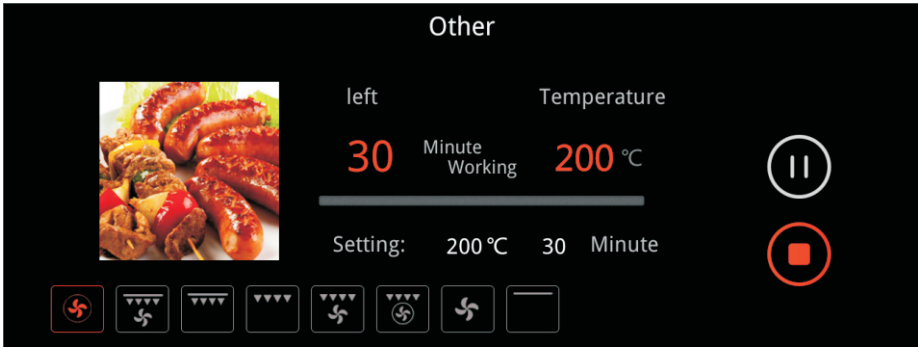 Other
left Temperature
30 Minute Working 200 ℃
Setting: 200 ℃ 30 Minute